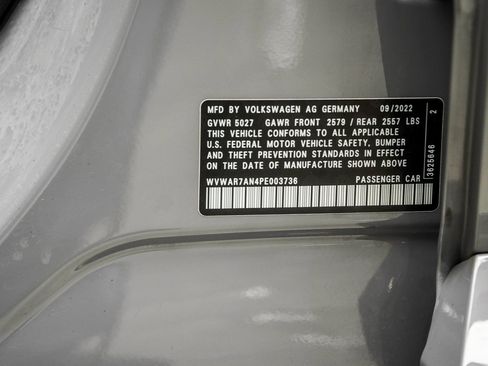 MFD BY VOLKSWAGEN AG GERMANY 09/2022
GVWR 5027 GAWR FRONT 2579 / REAR 2557 LBS
THIS VEHICLE CONFORMS TO ALL APPLICABLE
U.S. FEDERAL MOTOR VEHICLE SAFETY, BUMPER
AND THEFT PREVENTION STANDARDS IN EFFECT
ON THE DATE OF MANUFACTURE SHOWN ABOVE
WVWAR7AN4PE003736 PASSENGER CAR
3625646 2